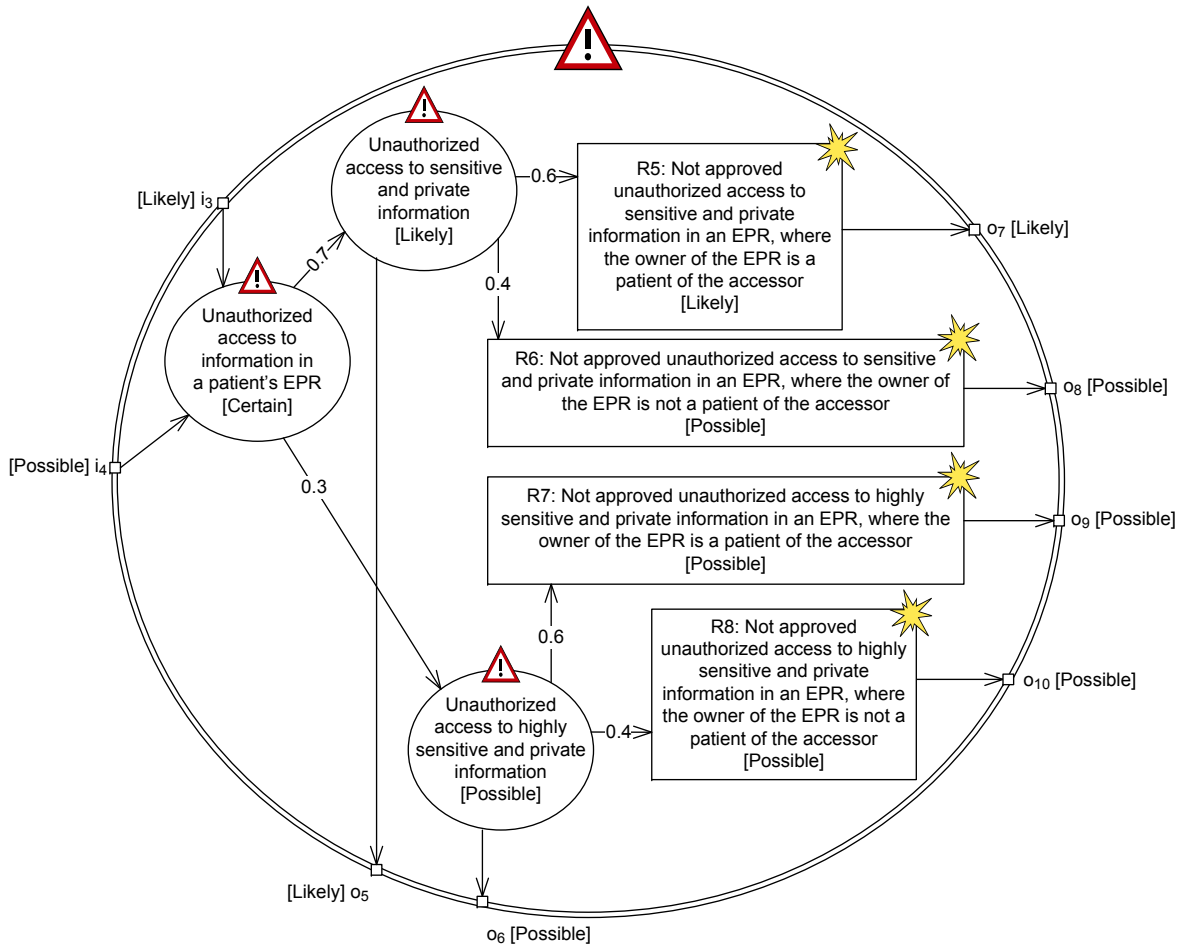 Unauthorized
access to sensitive
and private
information
[Likely]
0.6
R5: Not approved
unauthorized access to
sensitive and private
information in an EPR, where
the owner of the EPR is a
patient of the accessor
[Likely]
[Likely] i3
o7 [Likely]
0.7
0.4
Unauthorized
access to
information in
a patient's EPR
[Certain]
R6: Not approved unauthorized access to sensitive
and private information in an EPR, where the owner of
the EPR is not a patient of the accessor
[Possible]
o8 [Possible]
[Possible] i4
0.3
R7: Not approved unauthorized access to highly
sensitive and private information in an EPR, where the
owner of the EPR is a patient of the accessor
[Possible]
o9 [Possible]
0.6
R8: Not approved
unauthorized access to highly
sensitive and private
information in an EPR, where
the owner of the EPR is not a
patient of the accessor
[Possible]
o10 [Possible]
Unauthorized
access to highly
sensitive and private
information
[Possible]
0.4
[Likely] o5
o6 [Possible]